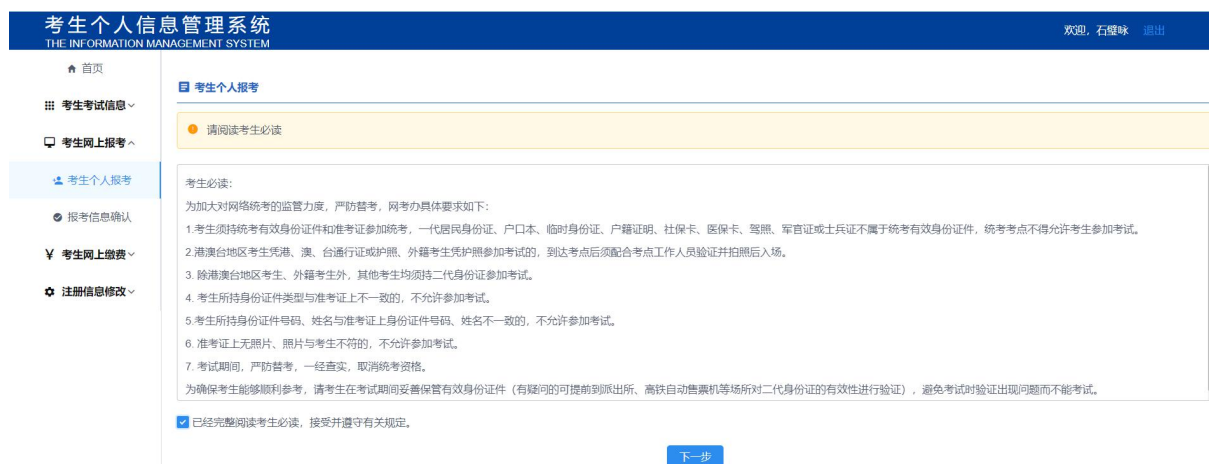 考生个人信息管理系统
THE INFORMATION MANAGEMENT SYSTEM
欢迎, 石璧咏 退出
首页
考生考试信息
考生网上报考
考生个人报考
报考信息确认
¥ 考生网上缴费
注册信息修改
考生个人报考
请阅读考生必读
考生必读：
为加大对网络统考的监管力度，严防替考，网考办具体要求如下：
1.考生须持统考有效身份证件和准考证参加统考，一代居民身份证、户口本、临时身份证、户籍证明、社保卡、医保卡、驾照、军官证或士兵证不属于统考有效身份证件，统考考点不得允许考生参加考试。
2.港澳台地区考生凭港、澳、台通行证或护照、外籍考生凭护照参加考试的，到达考点后须配合考点工作人员验证并拍照后入场。
3. 除港澳台地区考生、外籍考生外，其他考生均须持二代身份证参加考试。
4. 考生所持身份证件类型与准考证上不一致的，不允许参加考试。
5.考生所持身份证件号码、姓名与准考证上身份证件号码、姓名不一致的，不允许参加考试。
6. 准考证上无照片、照片与考生不符的，不允许参加考试。
7. 考试期间，严防替考，一经查实，取消统考资格。
为确保考生能够顺利参考，请考生在考试期间妥善保管有效身份证件（有疑问的可提前到派出所、高铁自动售票机等场所对二代身份证的有效性进行验证），避免考试时验证出现问题而不能考试。
已经完整阅读考生必读，接受并遵守有关规定。
下一步